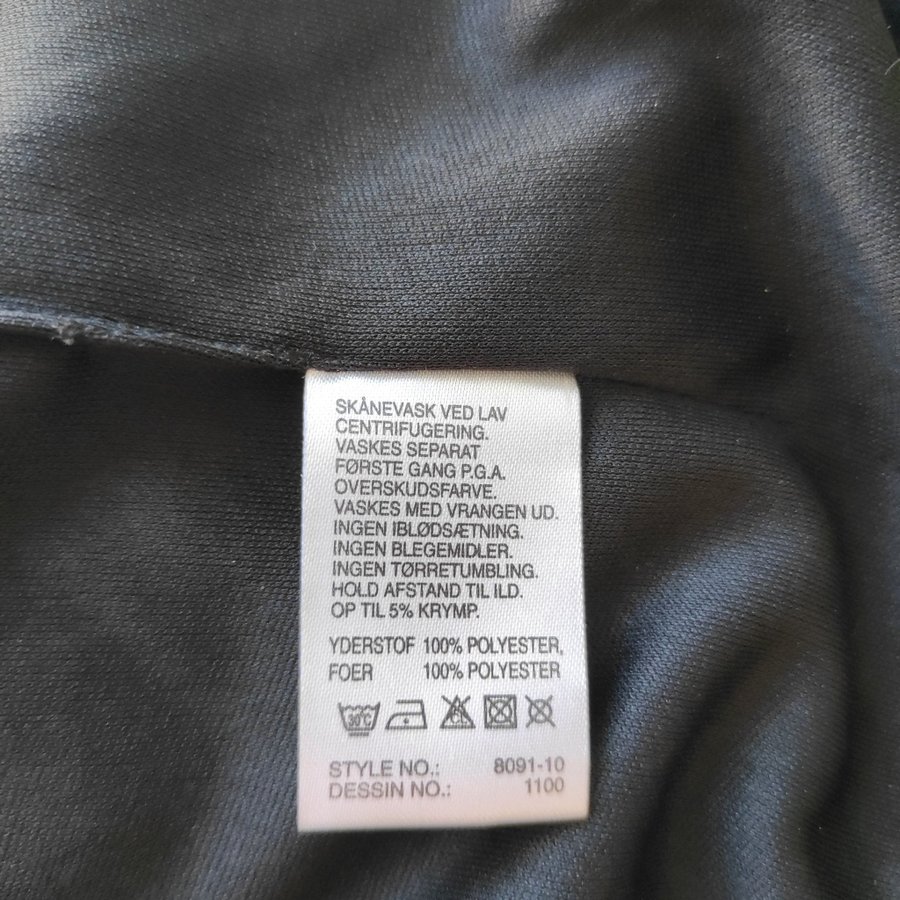 SKÅNEVASK VED LAV
CENTRIFUGERING.
VASKES SEPARAT
FØRSTE GANG P.G.A.
OVERSKUDSFARVE.
VASKES MED VRANGEN UD.
INGEN IBLØDSÆTNING.
INGEN BLEGEMIDLER.
INGEN TØRRETUMBLING.
HOLD AFSTAND TIL ILD.
OP TIL 5% KRYMP.
YDERSTOF 100% POLYESTER,
FOER 100% POLYESTER
30°C CL
STYLE NO.: 8091-10
DESSIN NO.: 1100